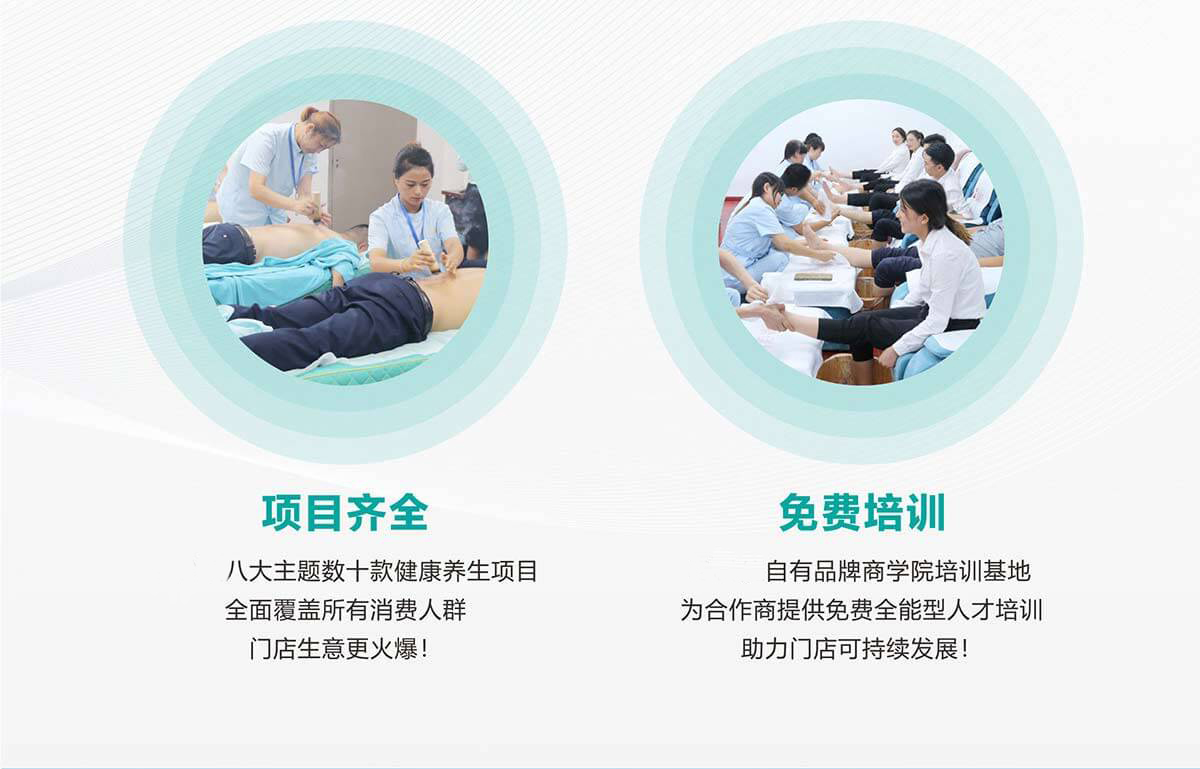 项目齐全
八大主题数十款健康养生项目
全面覆盖所有消费人群
门店生意更火爆！
免费培训
自有品牌商学院培训基地
为合作商提供免费全能型人才培训
助力门店可持续发展！